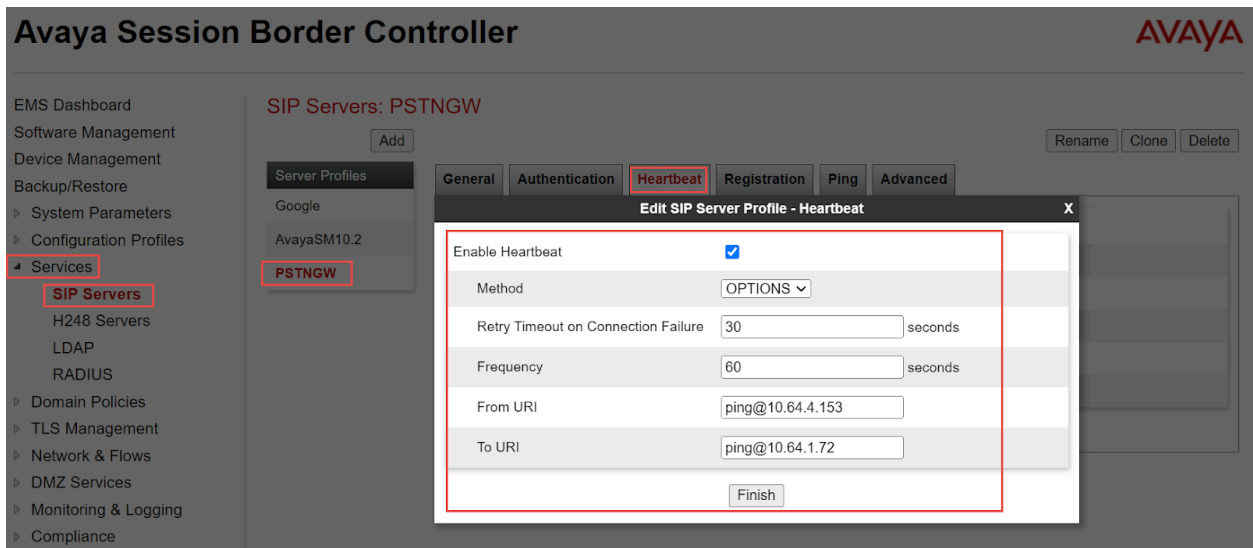 Avaya Session Border Controller
AVAYA
EMS Dashboard
Software Management
Device Management
Backup/Restore
System Parameters
Configuration Profiles
Services
SIP Servers
H248 Servers
LDAP
RADIUS
Domain Policies
TLS Management
Network & Flows
DMZ Services
Monitoring & Logging
Compliance
SIP Servers: PSTNGW
Add
Rename Clone Delete
Server Profiles
Google
AvayaSM10.2
PSTNGW
General Authentication Heartbeat Registration Ping Advanced
Edit SIP Server Profile - Heartbeat X
Enable Heartbeat
Method OPTIONS
Retry Timeout on Connection Failure 30 seconds
Frequency 60 seconds
From URI ping@10.64.4.153
To URI ping@10.64.1.72
Finish